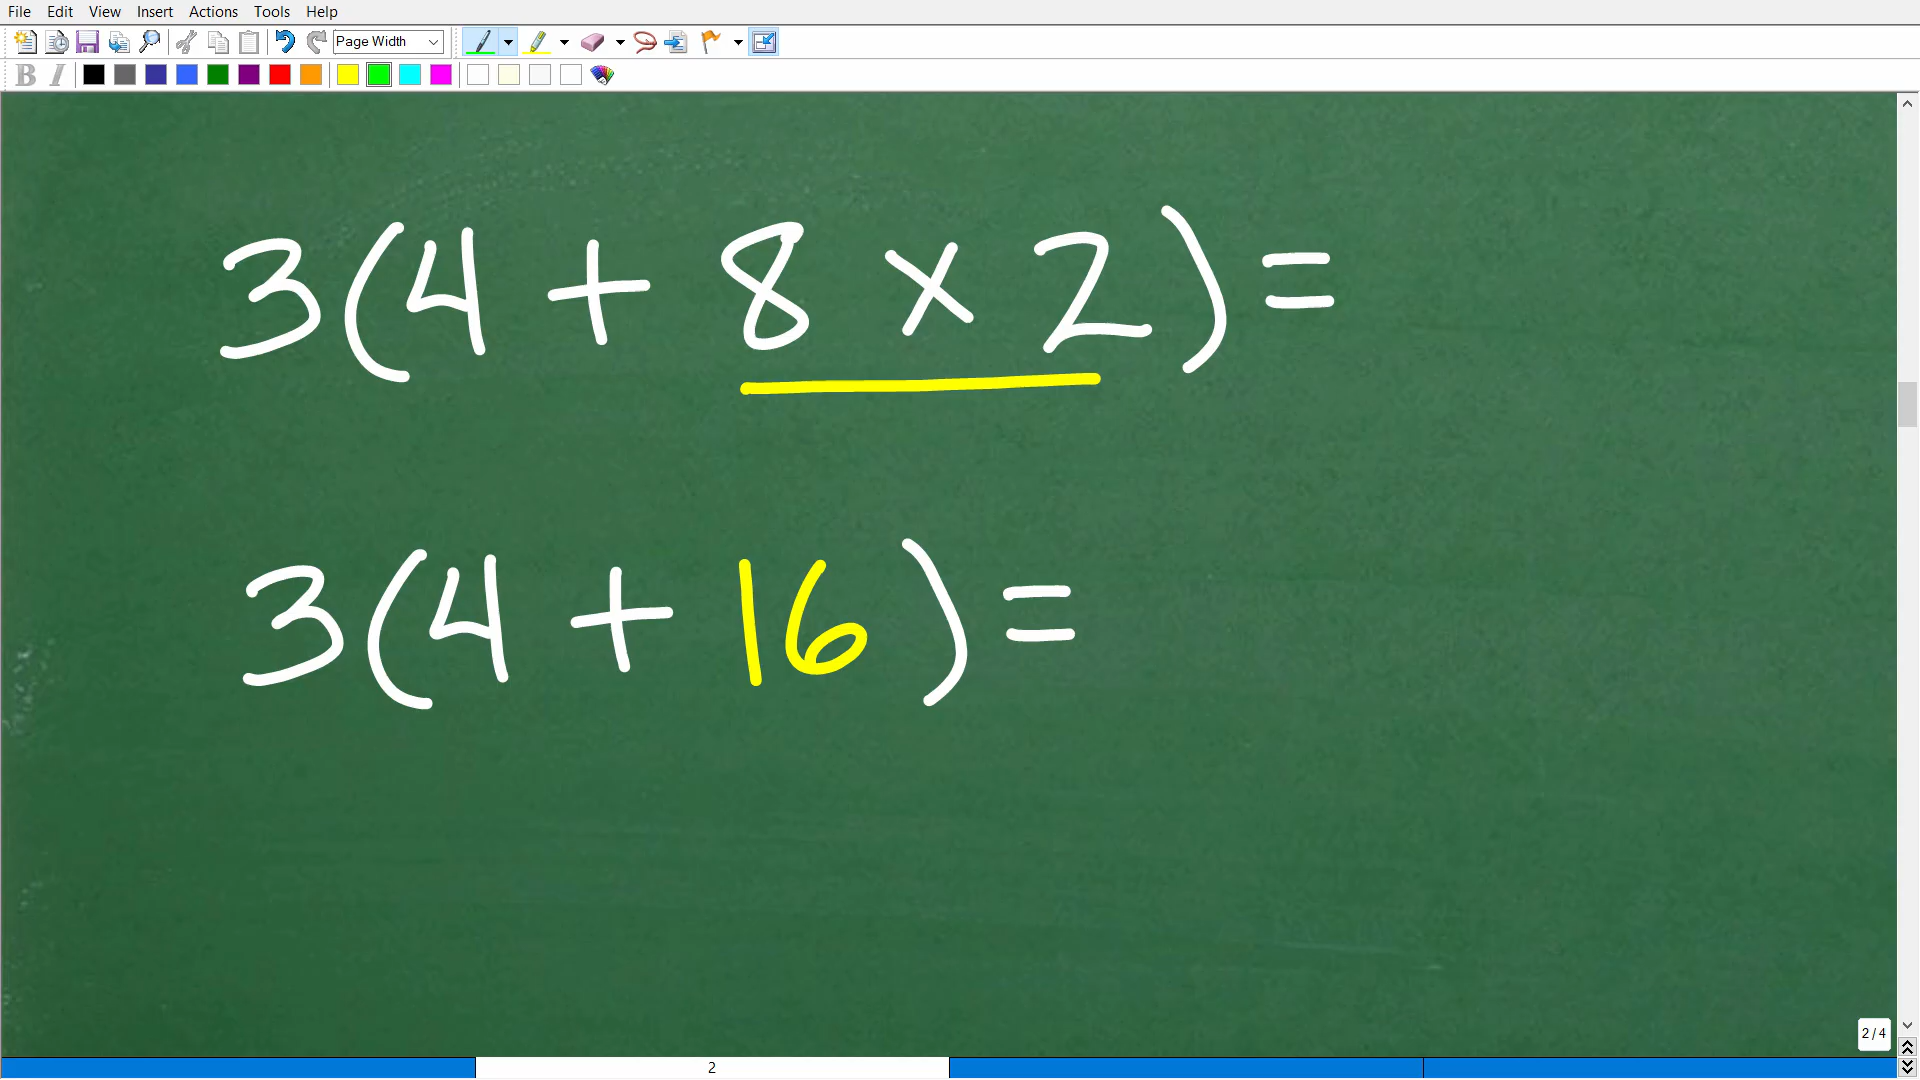 File Edit View Insert Actions Tools Help
Page Width
B I
3(4 + 8 × 2) =
3(4 + 16) =
2 / 4
2